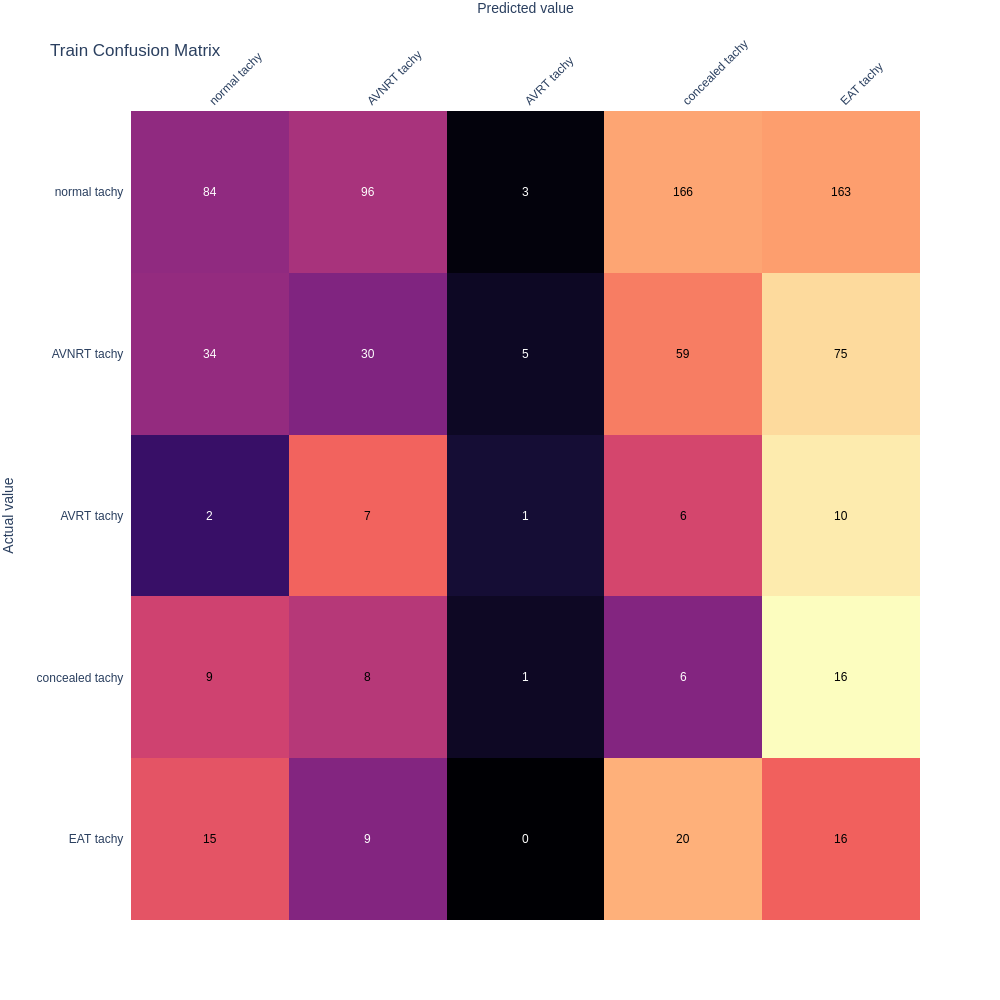 Predicted value
Train Confusion Matrix
normal tachy
AVNRT tachy
AVRT tachy
concealed tachy
EAT tachy
normal tachy 84 96 3 166 163
AVNRT tachy 34 30 5 59 75
AVRT tachy 2 7 1 6 10
concealed tachy 9 8 1 6 16
EAT tachy 15 9 0 20 16
Actual value